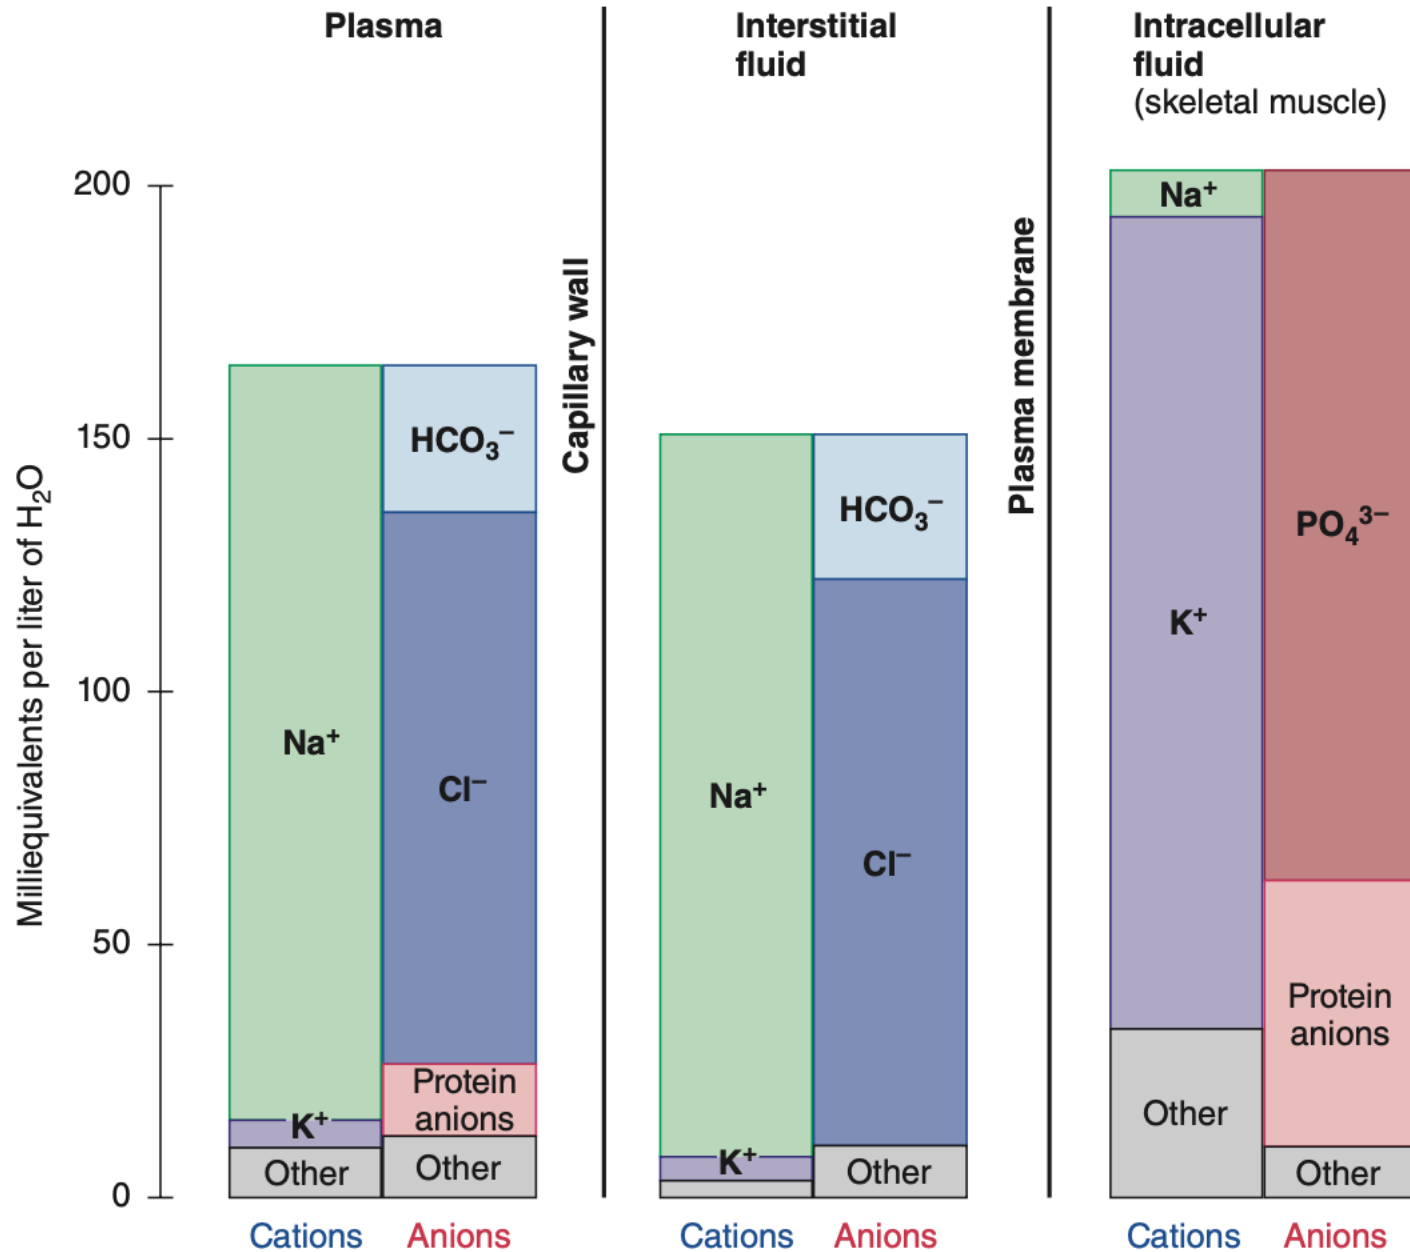 Plasma
Interstitial
fluid
Intracellular
fluid
(skeletal muscle)
Milliequivalents per liter of H₂O
200
150
100
50
0
HCO₃⁻
Na⁺
Cl⁻
K⁺
Protein
anions
Other
Other
Cations
Anions
Capillary wall
HCO₃⁻
Na⁺
Cl⁻
K⁺
Other
Cations
Anions
Plasma membrane
Na⁺
PO₄³⁻
K⁺
Protein
anions
Other
Other
Cations
Anions